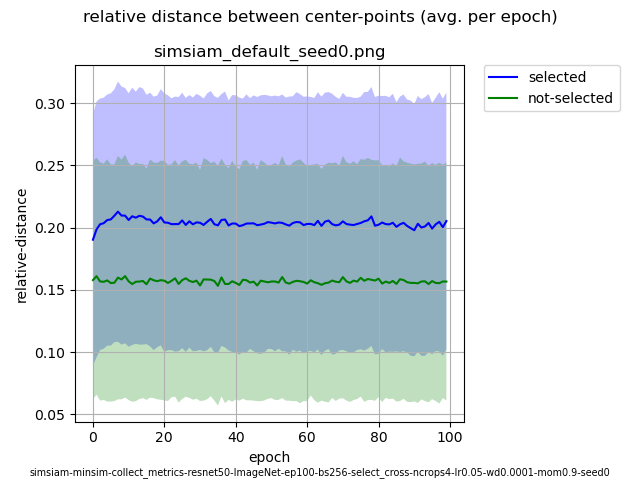 relative distance between center-points (avg. per epoch)
simsiam_default_seed0.png
selected
not-selected
0.30
0.25
0.20
0.15
0.10
0.05
relative-distance
0 20 40 60 80 100
epoch
simsiam-minsim-collect_metrics-resnet50-ImageNet-ep100-bs256-select_cross-ncrops4-lr0.05-wd0.0001-mom0.9-seed0